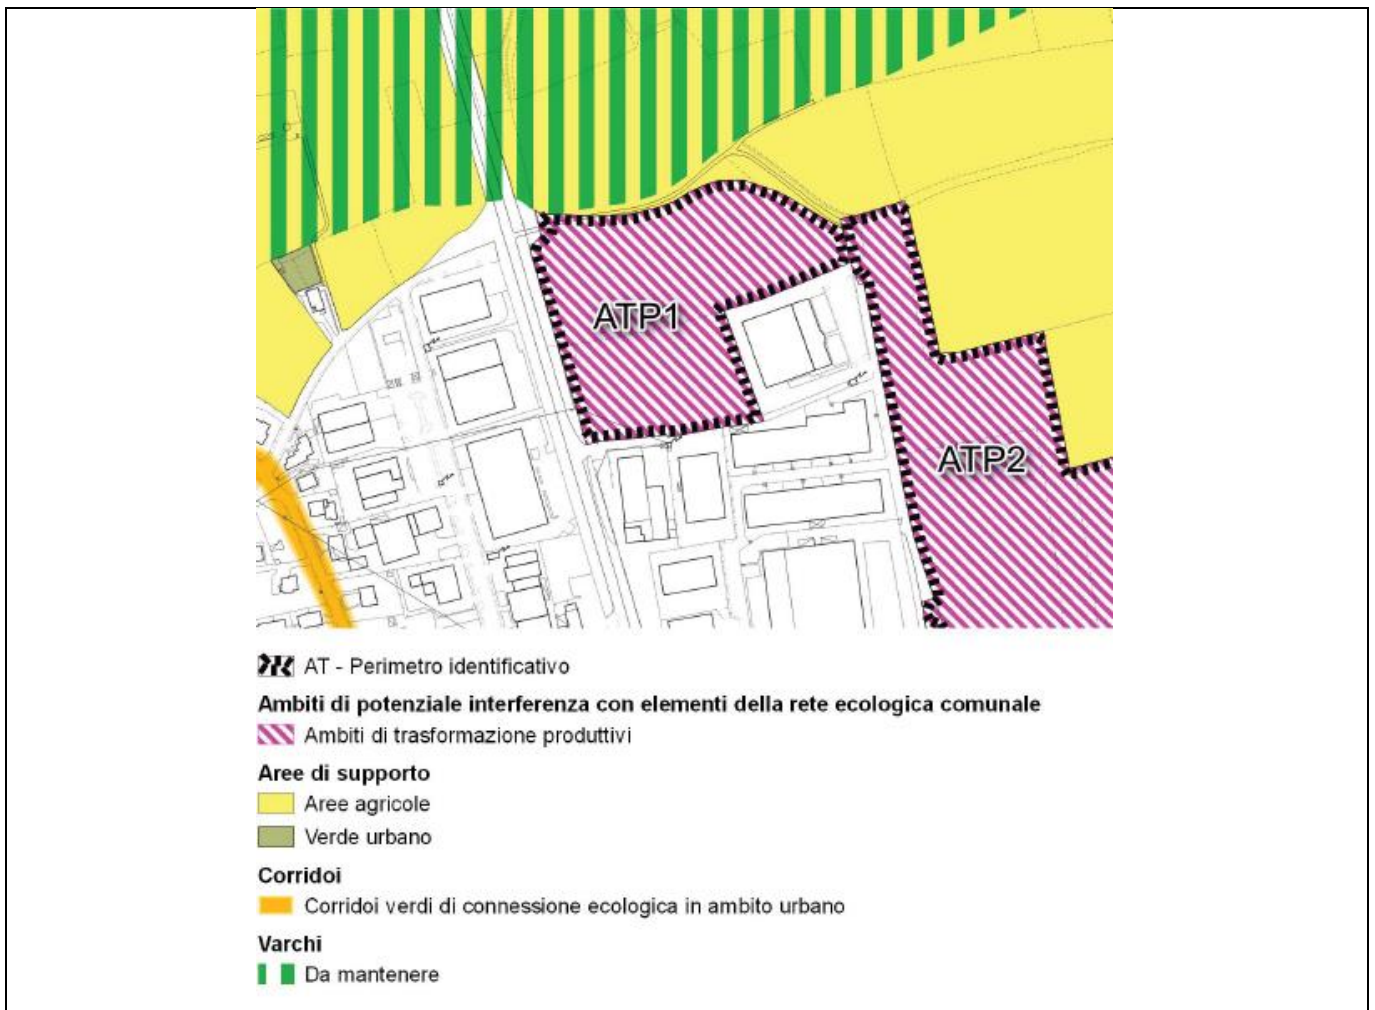 ATP1
ATP2
AT - Perimetro identificativo
Ambiti di potenziale interferenza con elementi della rete ecologica comunale
Ambiti di trasformazione produttivi
Aree di supporto
Aree agricole
Verde urbano
Corridoi
Corridoi verdi di connessione ecologica in ambito urbano
Varchi
Da mantenere